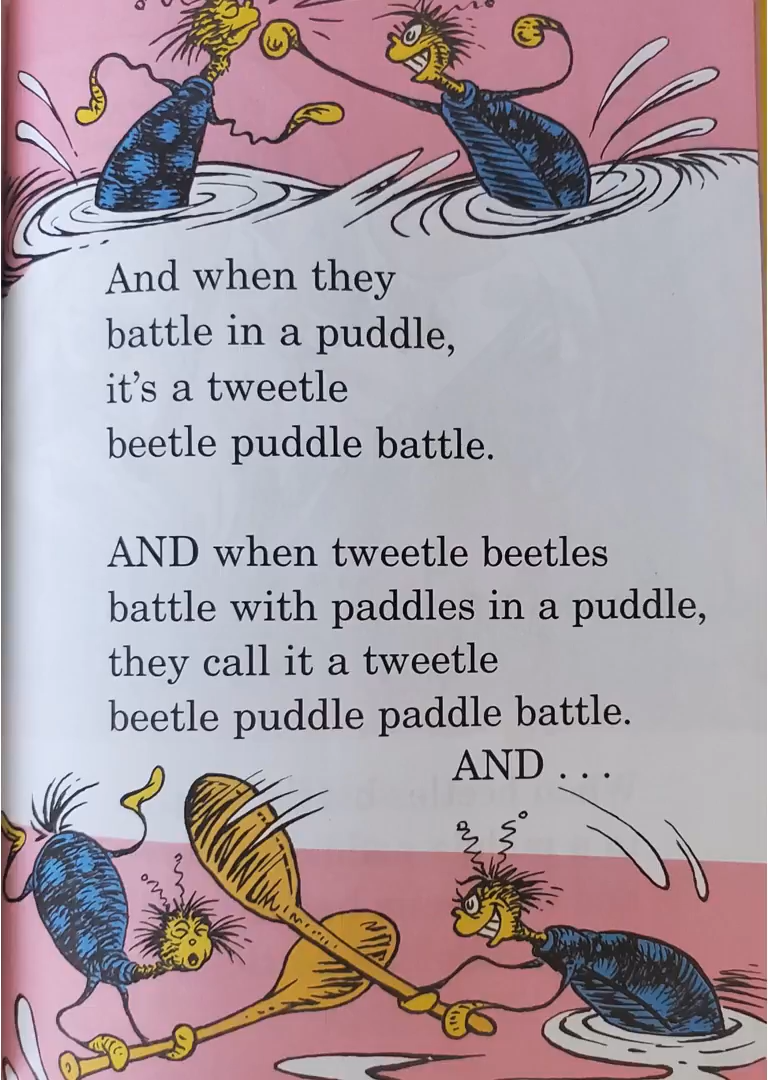 And when they
battle in a puddle,
it's a tweetle
beetle puddle battle.
AND when tweetle beetles
battle with paddles in a puddle,
they call it a tweetle
beetle puddle paddle battle.
AND . . .